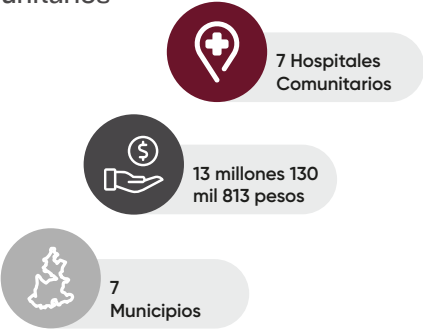 7 Hospitales
Comunitarios
$
13 millones 130
mil 813 pesos
7
Municipios